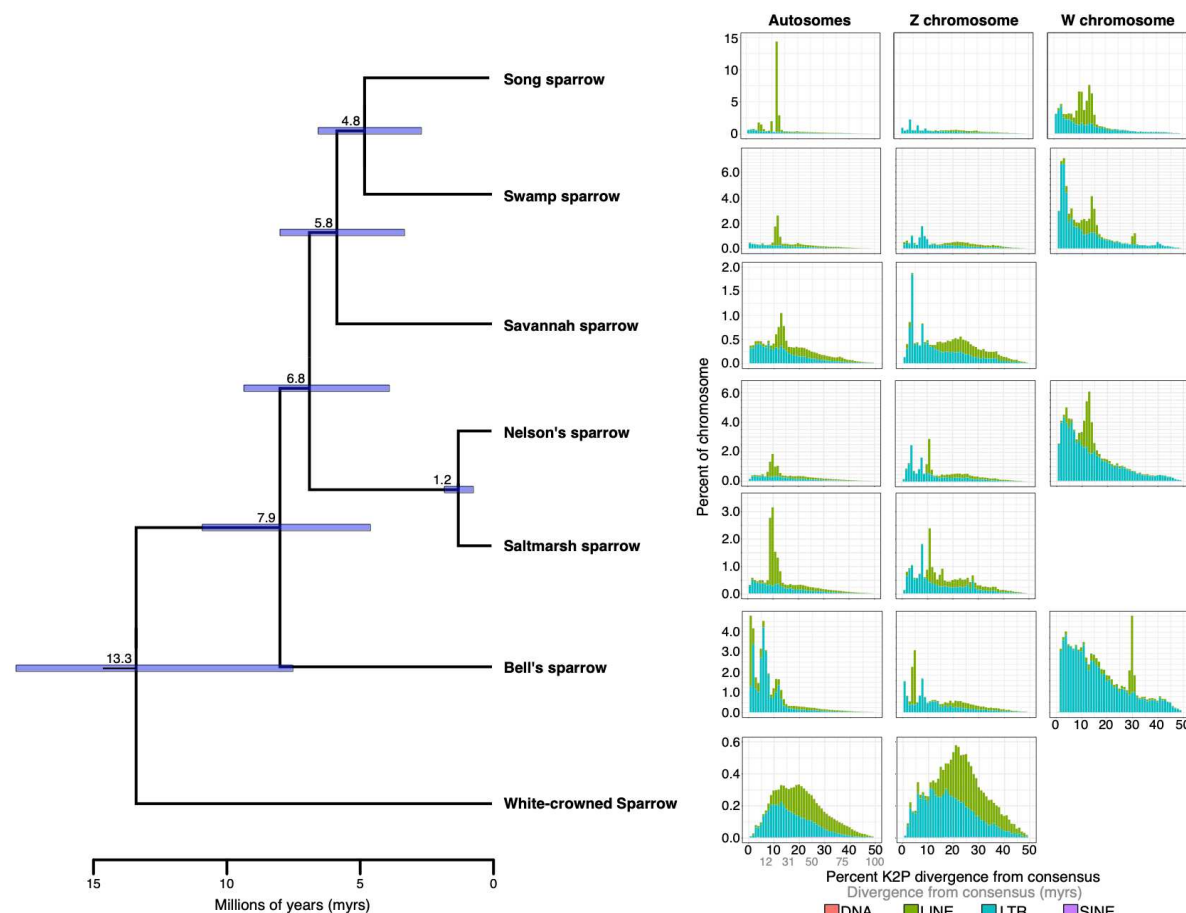 Autosomes Z chromosome W chromosome
Song sparrow
Swamp sparrow
Savannah sparrow
Nelson's sparrow
Saltmarsh sparrow
Bell's sparrow
White-crowned Sparrow
4.8
5.8
6.8
1.2
7.9
13.3
15 10 5 0
Millions of years (myrs)
Percent of chromosome
15
10
5
0
6.0
4.0
2.0
0.0
2.0
1.5
1.0
0.5
0.0
6.0
4.0
2.0
0.0
3.0
2.0
1.0
0.0
4.0
3.0
2.0
1.0
0.0
0 10 20 30 40 50
0.6
0.4
0.2
0.0
0 10 20 30 40 50 0 10 20 30 40 50
12 31 50 75 100
Percent K2P divergence from consensus
Divergence from consensus (myrs)
DNA LINE LTR SINE